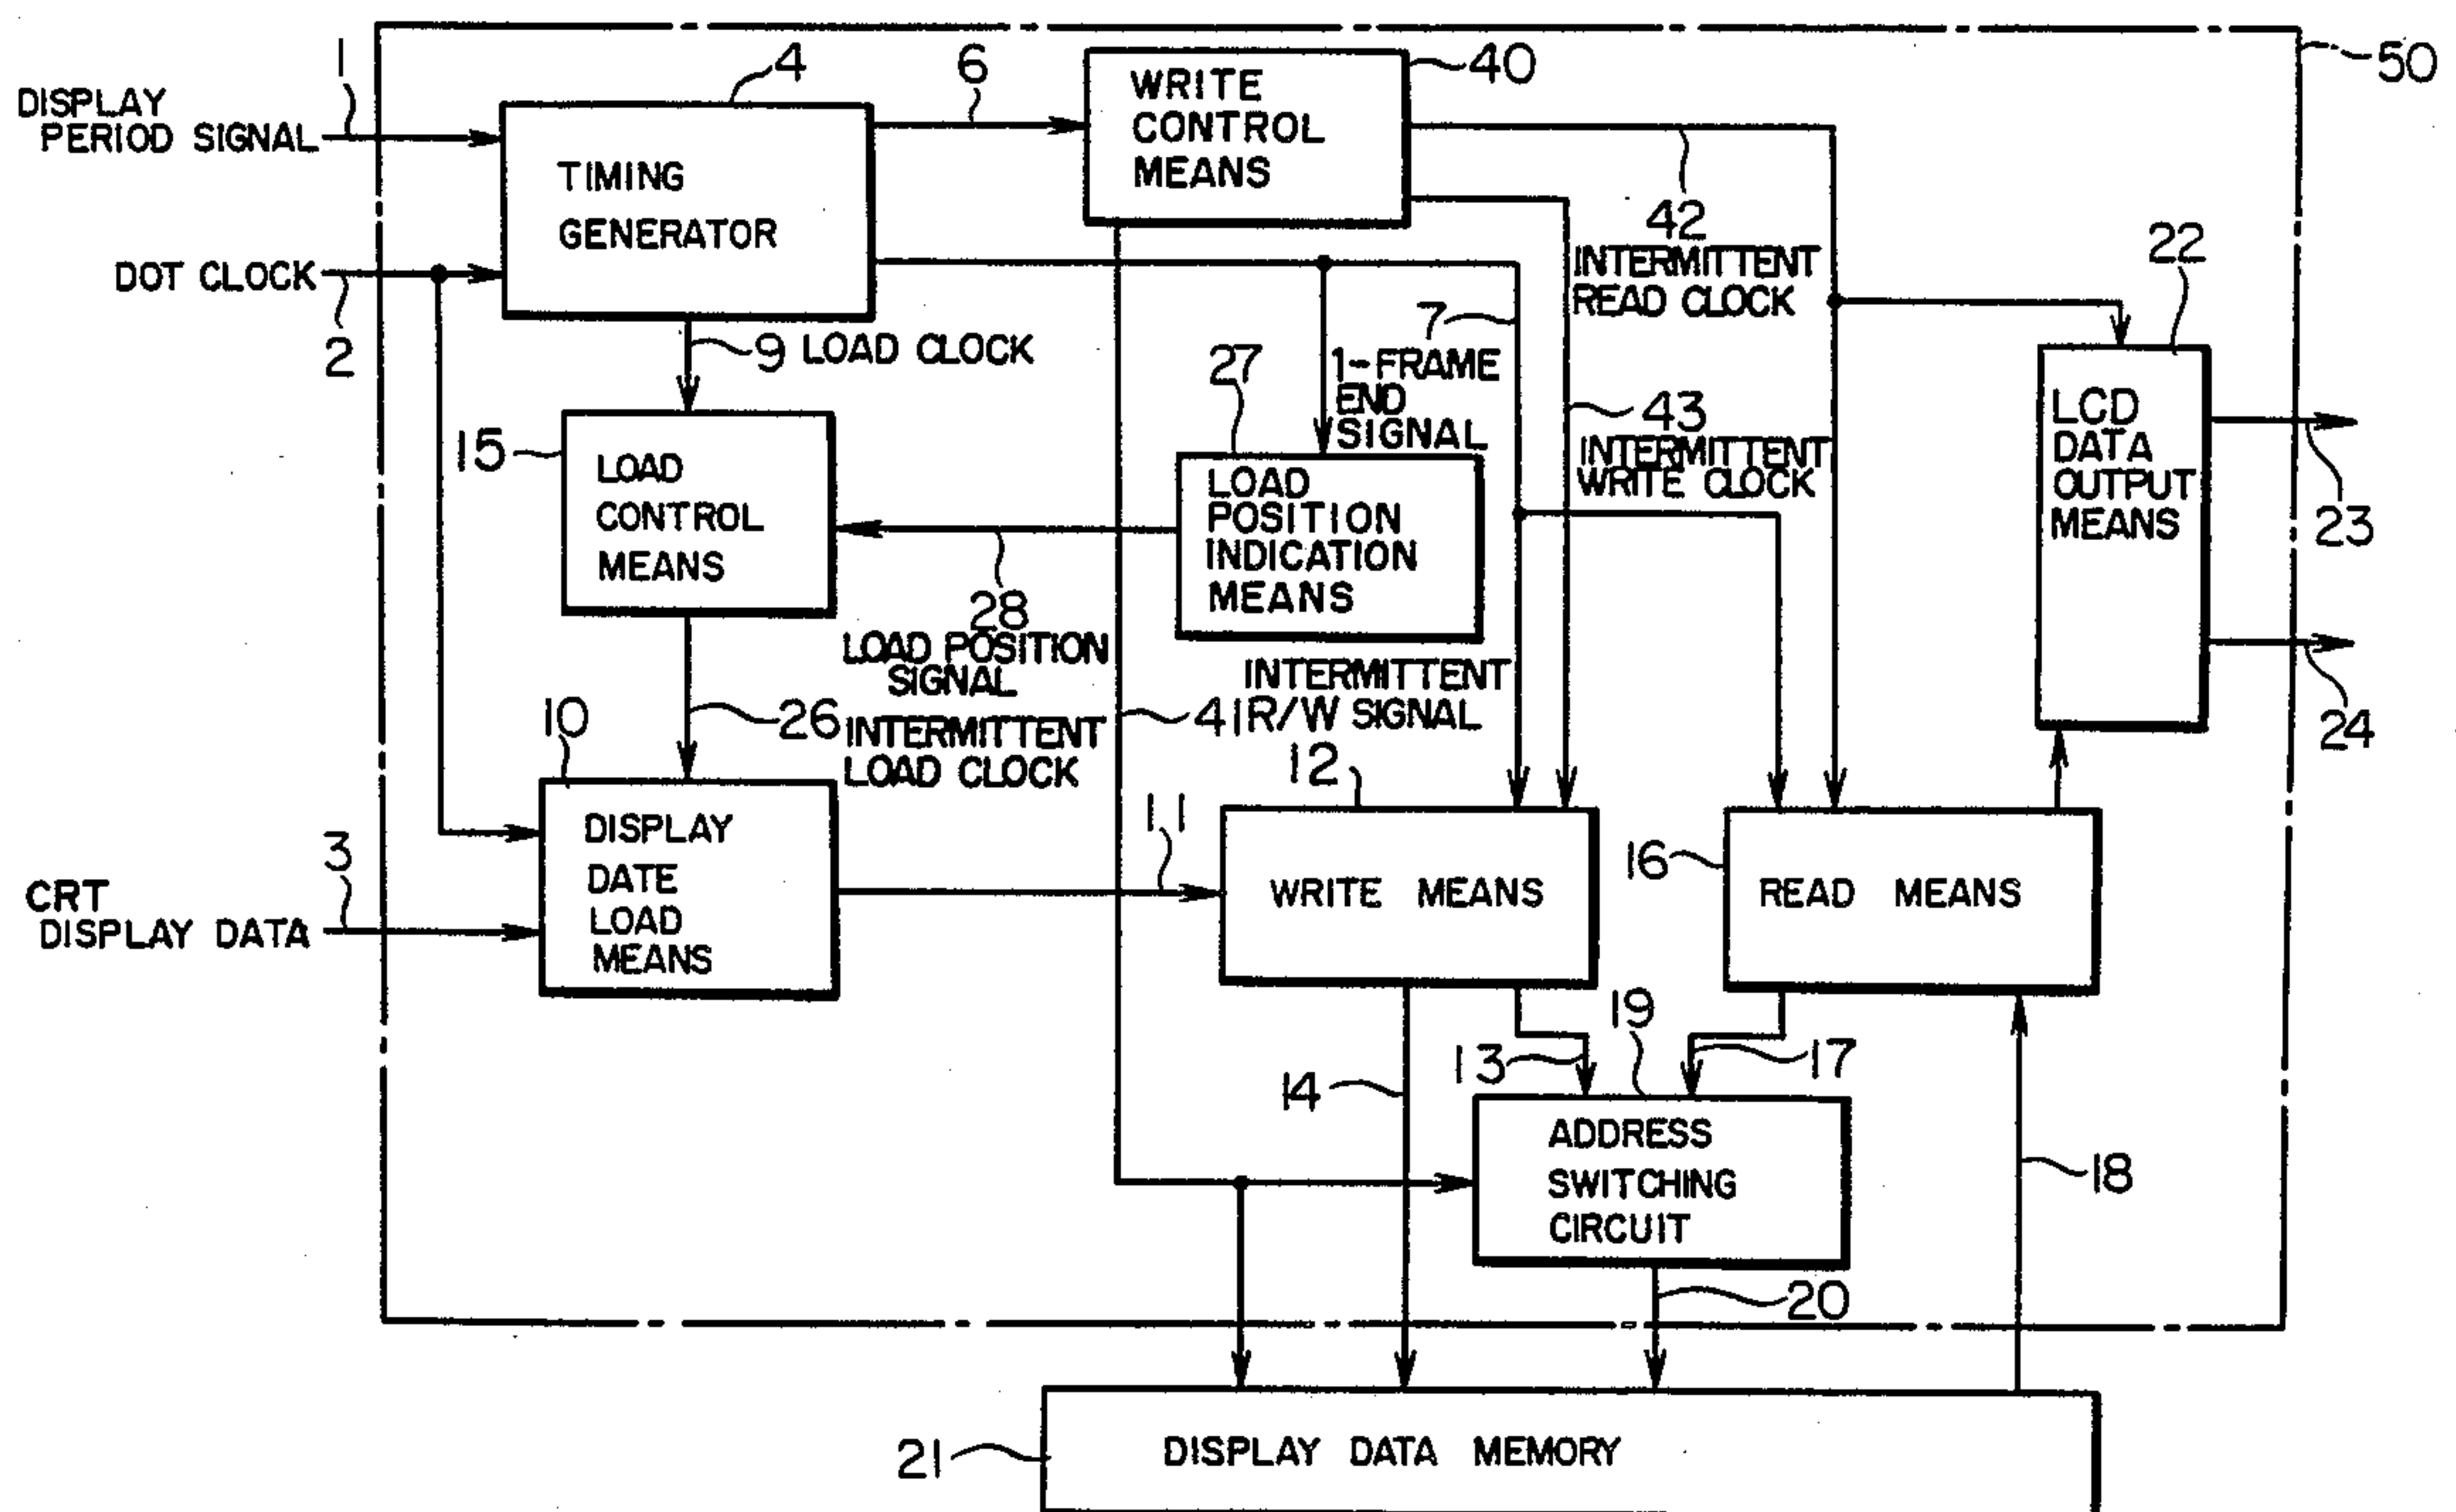 1
DISPLAY
PERIOD SIGNAL
DOT CLOCK
2
4
TIMING
GENERATOR
6
WRITE
CONTROL
MEANS
40
50
42
INTERMITTENT
READ CLOCK
22
9 LOAD CLOCK
7
27
1-FRAME
END
SIGNAL
43
INTERMITTENT
WRITE CLOCK
LCD
DATA
OUTPUT
MEANS
23
24
15
LOAD
CONTROL
MEANS
LOAD
POSITION
INDICATION
MEANS
28
LOAD POSITION
SIGNAL
INTERMITTENT
41 R/W SIGNAL
26
INTERMITTENT
LOAD CLOCK
10
DISPLAY
DATE
LOAD
MEANS
3
CRT
DISPLAY DATA
11
12
WRITE MEANS
16
READ MEANS
13
14
19
17
ADDRESS
SWITCHING
CIRCUIT
18
20
21
DISPLAY DATA MEMORY